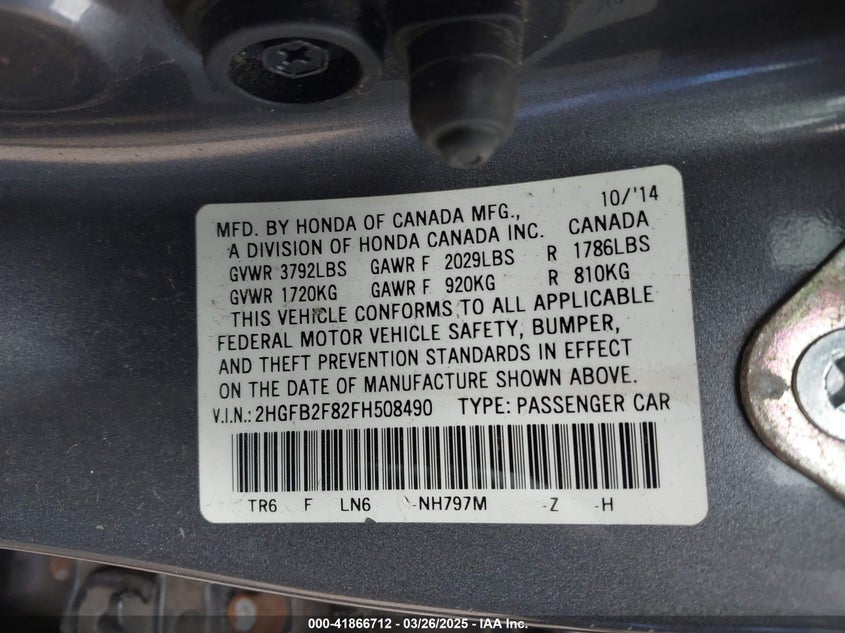 10/'14
MFD. BY HONDA OF CANADA MFG.,
A DIVISION OF HONDA CANADA INC. CANADA
GVWR 3792LBS GAWR F 2029LBS R 1786LBS
GVWR 1720KG GAWR F 920KG R 810KG
THIS VEHICLE CONFORMS TO ALL APPLICABLE
FEDERAL MOTOR VEHICLE SAFETY, BUMPER,
AND THEFT PREVENTION STANDARDS IN EFFECT
ON THE DATE OF MANUFACTURE SHOWN ABOVE.
V.I.N.: 2HGFB2F82FH508490 TYPE: PASSENGER CAR
TR6 F LN6 -NH797M -Z -H
000-41866712 - 03/26/2025 - IAA Inc.